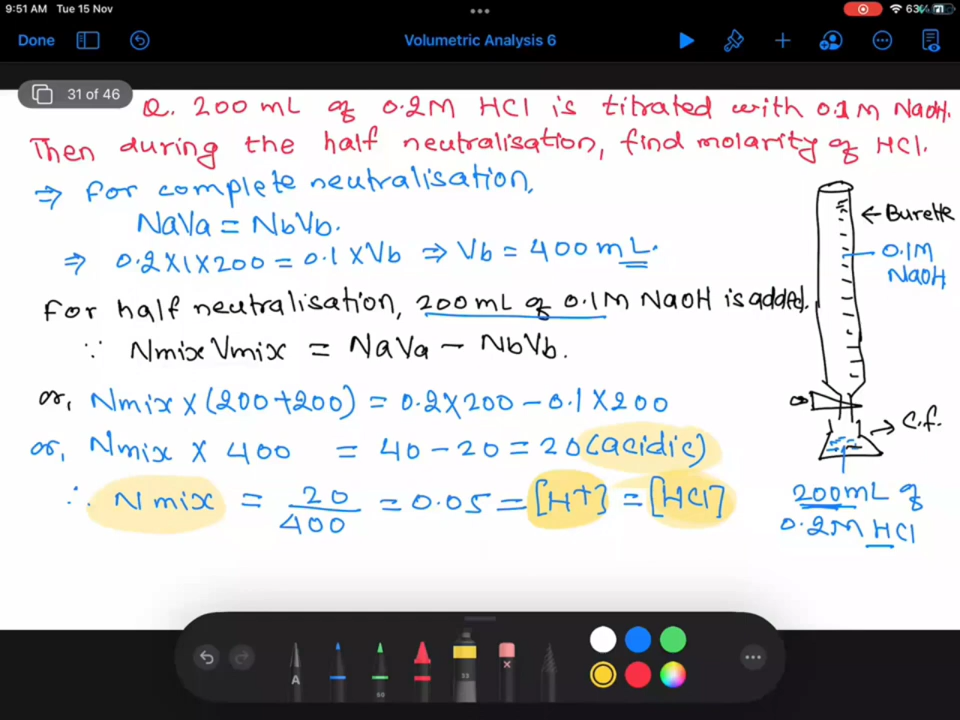 9:51 AM Tue 15 Nov
63%
Done
Volumetric Analysis 6
31 of 46
Q. 200 mL of 0.2M HCl is titrated with 0.1M NaOH.
Then during the half neutralisation, find molarity of HCl.
⇒ For complete neutralisation,
NaVa = NbVb.
⇒ 0.2×1×200 = 0.1×Vb ⇒ Vb = 400 mL.
For half neutralisation, 200 mL of 0.1M NaOH is added.
∵ Nmix Vmix = NaVa − NbVb.
or, Nmix × (200+200) = 0.2×200 − 0.1×200
or, Nmix × 400 = 40 − 20 = 20 (acidic)
∴ Nmix = 20/400 = 0.05 = [H+] = [HCl]
← Burette
0.1M
NaOH
→ C.f.
200 mL of
0.2M HCl
A
60
33